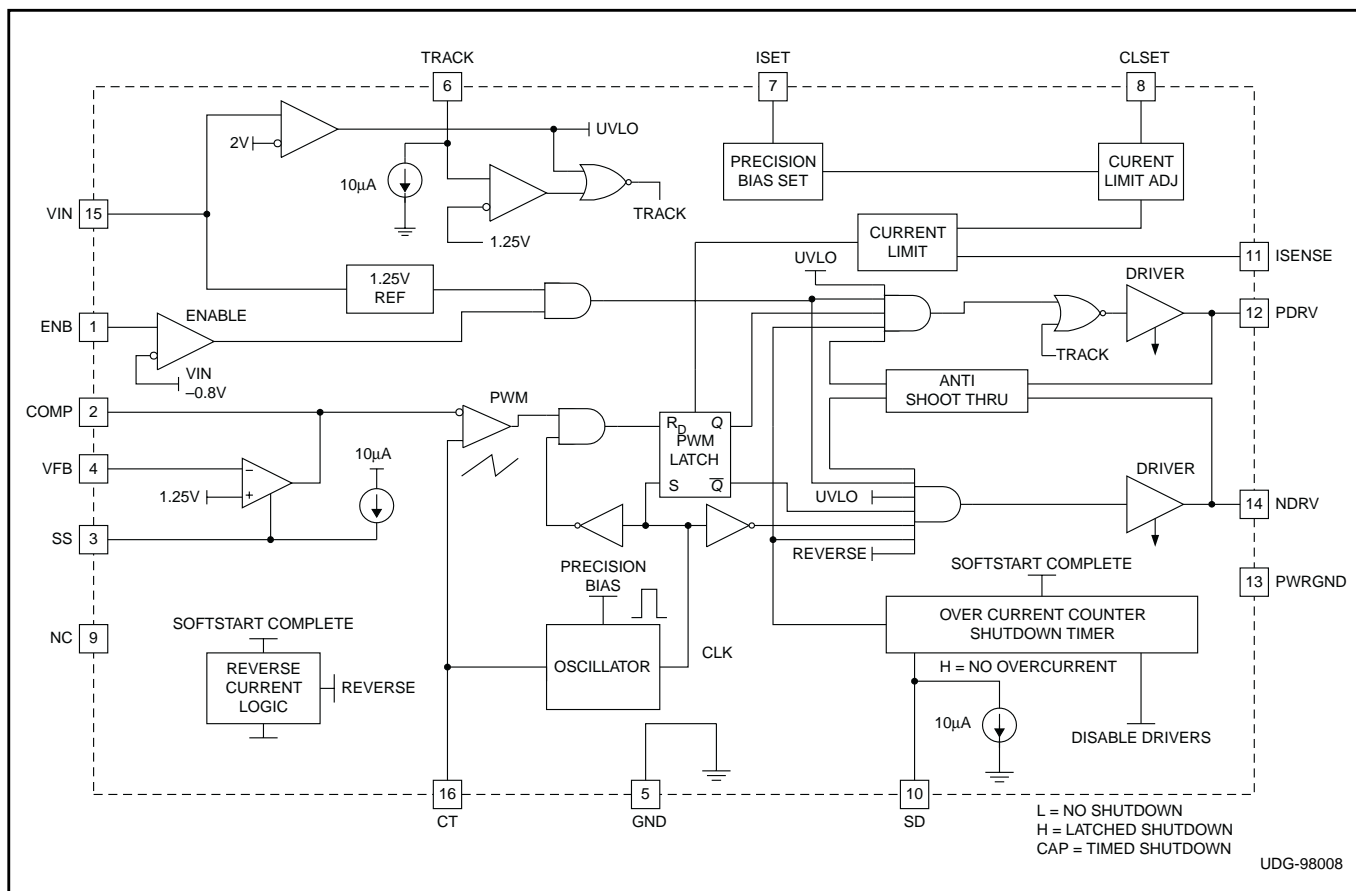 TRACK
ISET
CLSET
6
7
8
2V
UVLO
10µA
PRECISION
BIAS SET
CURENT
LIMIT ADJ
VIN
15
TRACK
1.25V
CURRENT
LIMIT
11
ISENSE
1.25V
REF
UVLO
DRIVER
ENB
1
ENABLE
12
PDRV
VIN
–0.8V
TRACK
ANTI
SHOOT THRU
COMP
2
PWM
RD
Q
PWM
LATCH
S
Q
VFB
4
–
+
1.25V
10µA
DRIVER
UVLO
14
NDRV
SS
3
REVERSE
PRECISION
BIAS
SOFTSTART COMPLETE
13
PWRGND
NC
9
SOFTSTART COMPLETE
OVER CURRENT COUNTER
SHUTDOWN TIMER
REVERSE
CURRENT
LOGIC
REVERSE
OSCILLATOR
CLK
H = NO OVERCURRENT
10µA
DISABLE DRIVERS
16
5
10
CT
GND
SD
L = NO SHUTDOWN
H = LATCHED SHUTDOWN
CAP = TIMED SHUTDOWN
UDG-98008